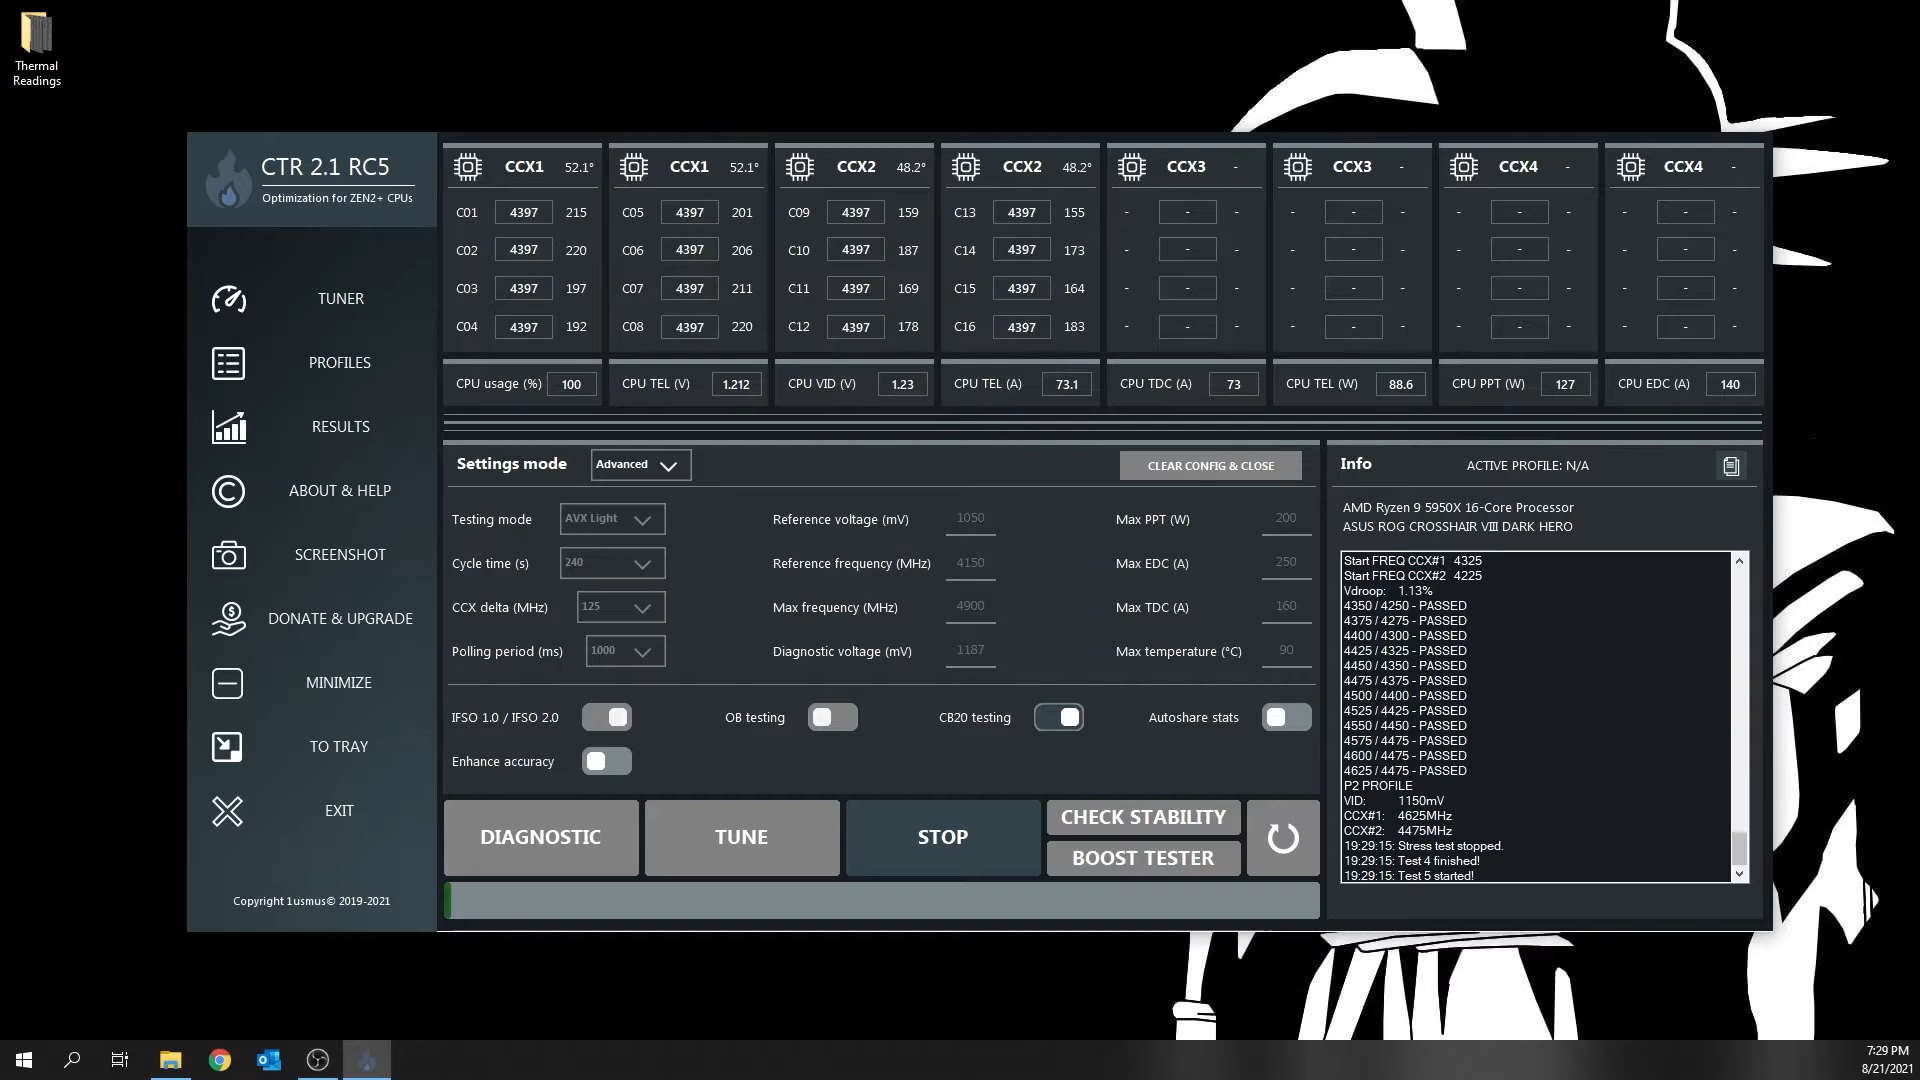 Thermal
Readings
CTR 2.1 RC5
Optimization for ZEN2+ CPUs
TUNER
PROFILES
RESULTS
ABOUT & HELP
SCREENSHOT
DONATE & UPGRADE
MINIMIZE
TO TRAY
EXIT
Copyright 1usmus© 2019-2021
CCX1 52.1° CCX1 52.1° CCX2 48.2° CCX2 48.2° CCX3 - CCX3 - CCX4 - CCX4 -
C01 4397 215 C05 4397 201 C09 4397 159 C13 4397 155 - - - - - - - - - - - -
C02 4397 220 C06 4397 206 C10 4397 187 C14 4397 173 - - - - - - - - - - - -
C03 4397 197 C07 4397 211 C11 4397 169 C15 4397 164 - - - - - - - - - - - -
C04 4397 192 C08 4397 220 C12 4397 178 C16 4397 183 - - - - - - - - - - - -
CPU usage (%) 100 CPU TEL (V) 1.212 CPU VID (V) 1.23 CPU TEL (A) 73.1 CPU TDC (A) 73 CPU TEL (W) 88.6 CPU PPT (W) 127 CPU EDC (A) 140
Settings mode Advanced CLEAR CONFIG & CLOSE
Testing mode AVX Light Reference voltage (mV) 1050 Max PPT (W) 200
Cycle time (s) 240 Reference frequency (MHz) 4150 Max EDC (A) 250
CCX delta (MHz) 125 Max frequency (MHz) 4900 Max TDC (A) 160
Polling period (ms) 1000 Diagnostic voltage (mV) 1187 Max temperature (°C) 90
IFSO 1.0 / IFSO 2.0 OB testing CB20 testing Autoshare stats
Enhance accuracy
DIAGNOSTIC TUNE STOP CHECK STABILITY
BOOST TESTER
Info ACTIVE PROFILE: N/A
AMD Ryzen 9 5950X 16-Core Processor
ASUS ROG CROSSHAIR VIII DARK HERO
Start FREQ CCX#1 4325
Start FREQ CCX#2 4225
Vdroop: 1.13%
4350 / 4250 - PASSED
4375 / 4275 - PASSED
4400 / 4300 - PASSED
4425 / 4325 - PASSED
4450 / 4350 - PASSED
4475 / 4375 - PASSED
4500 / 4400 - PASSED
4525 / 4425 - PASSED
4550 / 4450 - PASSED
4575 / 4475 - PASSED
4600 / 4475 - PASSED
4625 / 4475 - PASSED
P2 PROFILE
VID: 1150mV
CCX#1: 4625MHz
CCX#2: 4475MHz
19:29:15: Stress test stopped.
19:29:15: Test 4 finished!
19:29:15: Test 5 started!
7:29 PM
8/21/2021